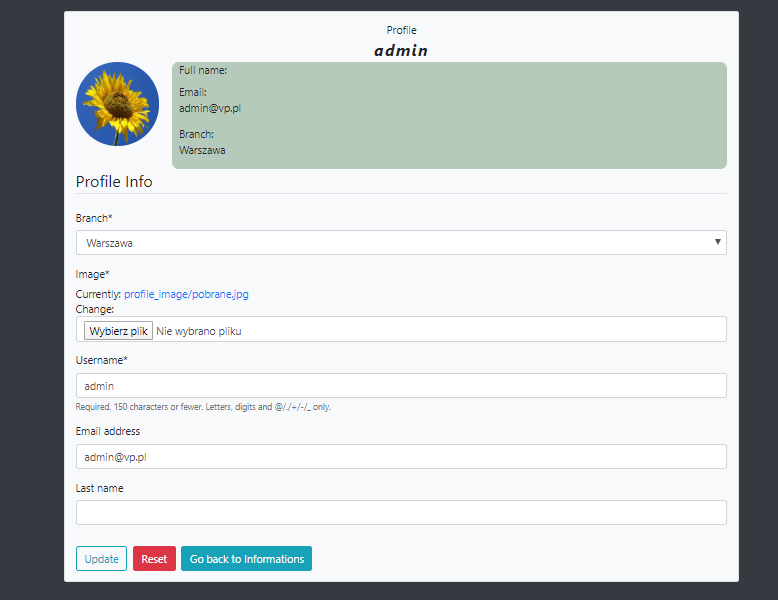 Profile
admin
Full name:
Email:
admin@vp.pl
Branch:
Warszawa
Profile Info
Branch*
Warszawa
Image*
Currently: profile_image/pobrane.jpg
Change:
Wybierz plik Nie wybrano pliku
Username*
admin
Required. 150 characters or fewer. Letters, digits and @/./+/-/_ only.
Email address
admin@vp.pl
Last name
Update Reset Go back to Informations